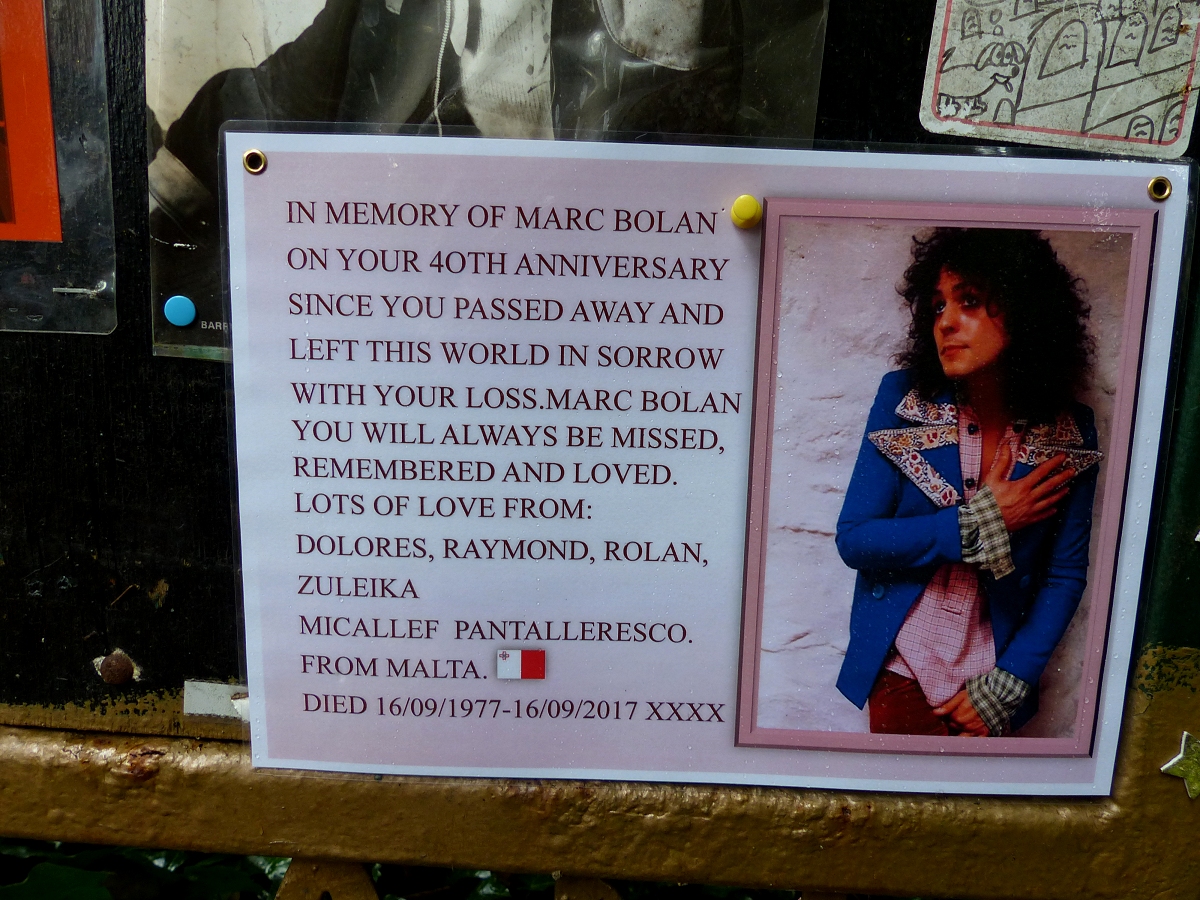 BARR
IN MEMORY OF MARC BOLAN
ON YOUR 4OTH ANNIVERSARY
SINCE YOU PASSED AWAY AND
LEFT THIS WORLD IN SORROW
WITH YOUR LOSS.MARC BOLAN
YOU WILL ALWAYS BE MISSED,
REMEMBERED AND LOVED.
LOTS OF LOVE FROM:
DOLORES, RAYMOND, ROLAN,
ZULEIKA
MICALLEF PANTALLERESCO.
FROM MALTA.
DIED 16/09/1977-16/09/2017 XXXX